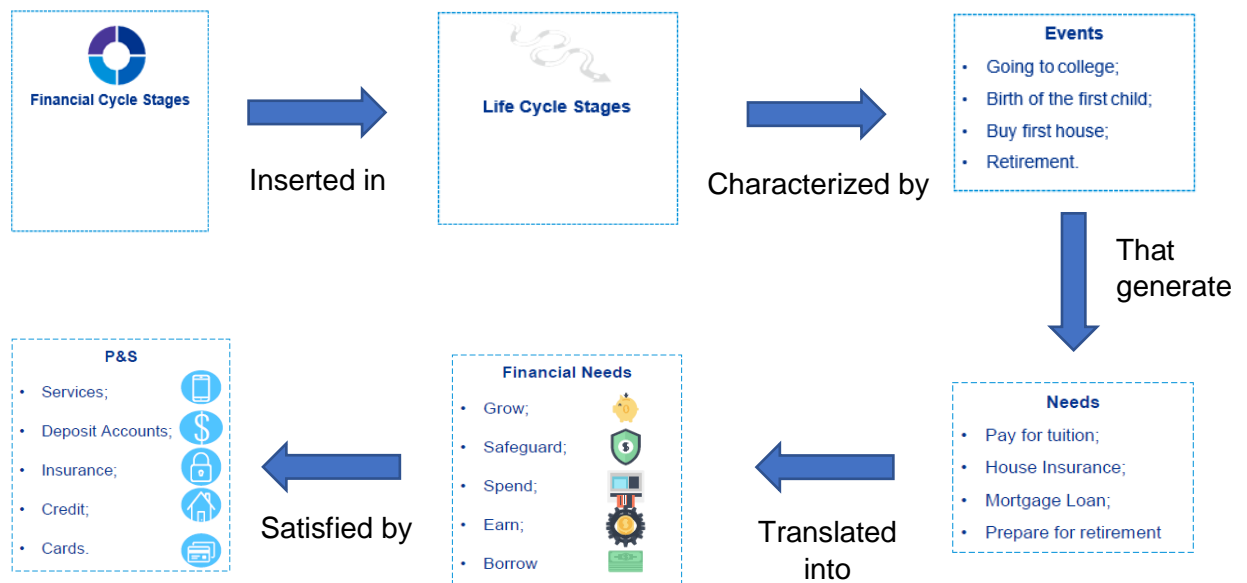 Financial Cycle Stages
Inserted in
Life Cycle Stages
Characterized by
Events
• Going to college;
• Birth of the first child;
• Buy first house;
• Retirement.
That
generate
Needs
• Pay for tuition;
• House Insurance;
• Mortgage Loan;
• Prepare for retirement
Translated
into
Financial Needs
• Grow;
• Safeguard;
• Spend;
• Earn;
• Borrow
Satisfied by
P&S
• Services;
• Deposit Accounts;
• Insurance;
• Credit;
• Cards.